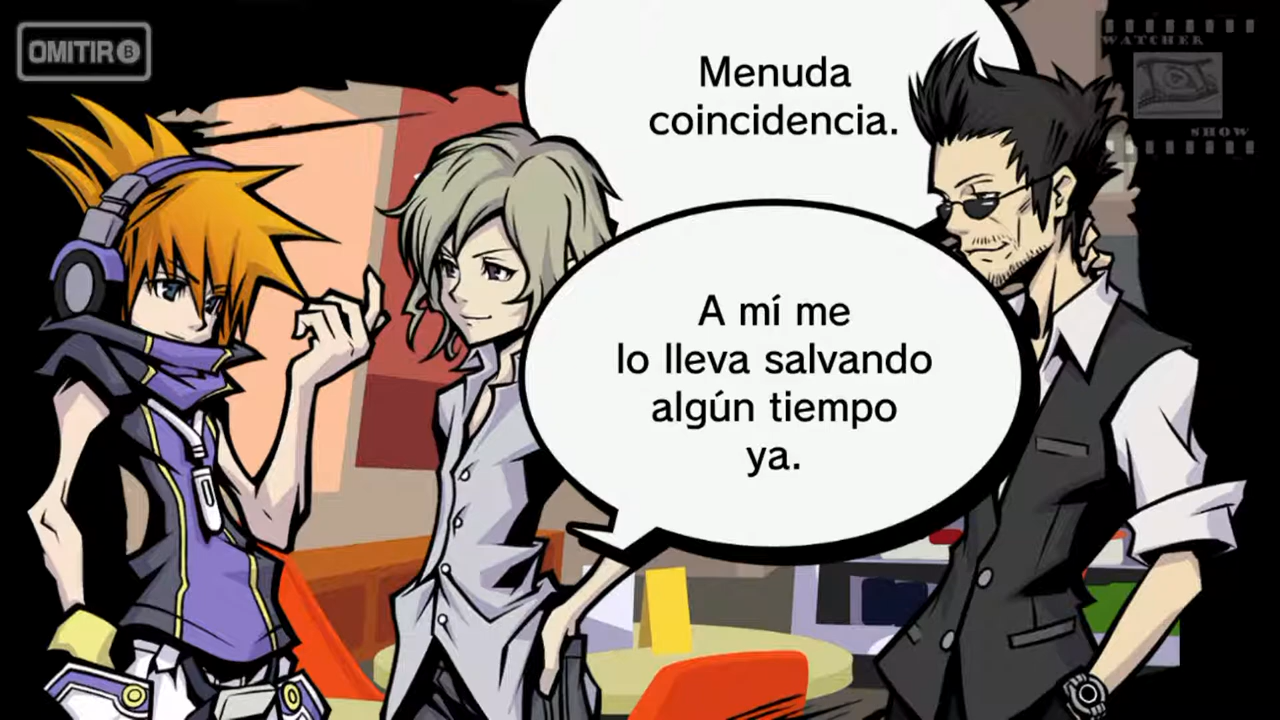 OMITIR B
WATCHER
SHOW
Menuda
coincidencia.
A mí me
lo lleva salvando
algún tiempo
ya.